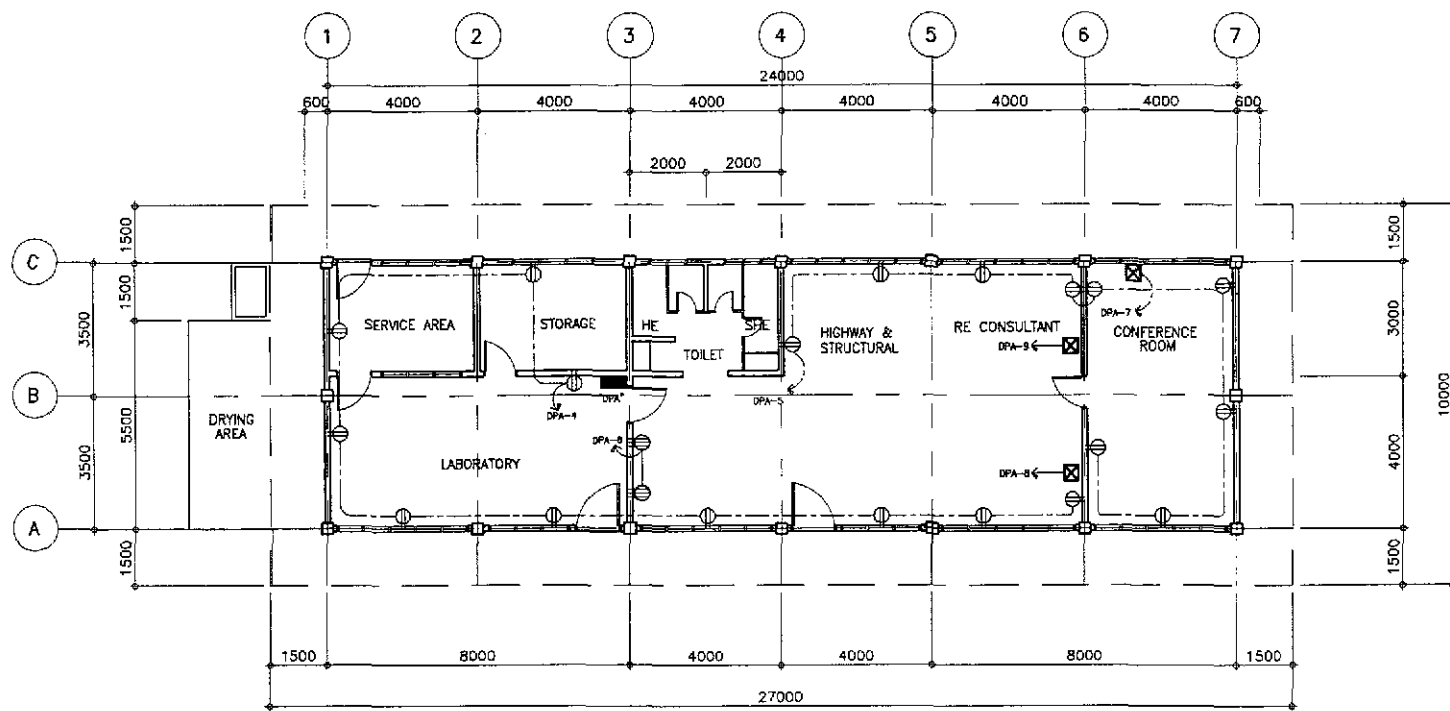 1 2 3 4 5 6 7
24000
600 4000 4000 4000 4000 4000 4000 600
2000 2000
1500
1500
C
1500
3500
3000
SERVICE AREA
STORAGE
HE
SHE
TOILET
HIGHWAY &
STRUCTURAL
RE CONSULTANT
DPA-9
DPA-7
CONFERENCE
ROOM
B
DPA-4
DPA
DPA-5
10000
DRYING
AREA
5500
3500
LABORATORY
DPA-8
4000
A
1500
1500
1500 8000 4000 4000 8000 1500
27000